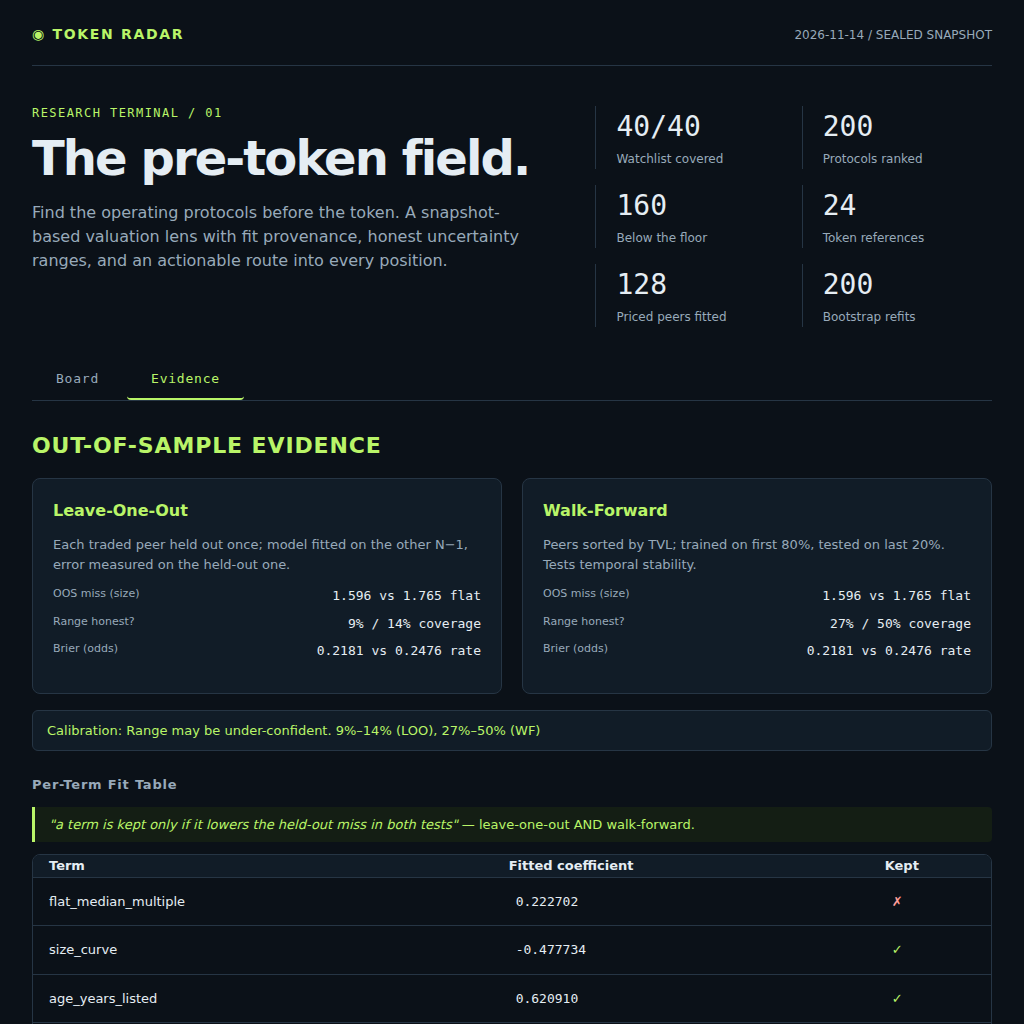 ◉ TOKEN RADAR
2026-11-14 / SEALED SNAPSHOT
RESEARCH TERMINAL / 01
The pre-token field.
Find the operating protocols before the token. A snapshot-
based valuation lens with fit provenance, honest uncertainty
ranges, and an actionable route into every position.
40/40
Watchlist covered
200
Protocols ranked
160
Below the floor
24
Token references
128
Priced peers fitted
200
Bootstrap refits
Board
Evidence
OUT-OF-SAMPLE EVIDENCE
Leave-One-Out
Each traded peer held out once; model fitted on the other N−1,
error measured on the held-out one.
OOS miss (size) 1.596 vs 1.765 flat
Range honest? 9% / 14% coverage
Brier (odds) 0.2181 vs 0.2476 rate
Walk-Forward
Peers sorted by TVL; trained on first 80%, tested on last 20%.
Tests temporal stability.
OOS miss (size) 1.596 vs 1.765 flat
Range honest? 27% / 50% coverage
Brier (odds) 0.2181 vs 0.2476 rate
Calibration: Range may be under-confident. 9%–14% (LOO), 27%–50% (WF)
Per-Term Fit Table
"a term is kept only if it lowers the held-out miss in both tests" — leave-one-out AND walk-forward.
Term Fitted coefficient Kept
flat_median_multiple 0.222702 ✗
size_curve -0.477734 ✓
age_years_listed 0.620910 ✓